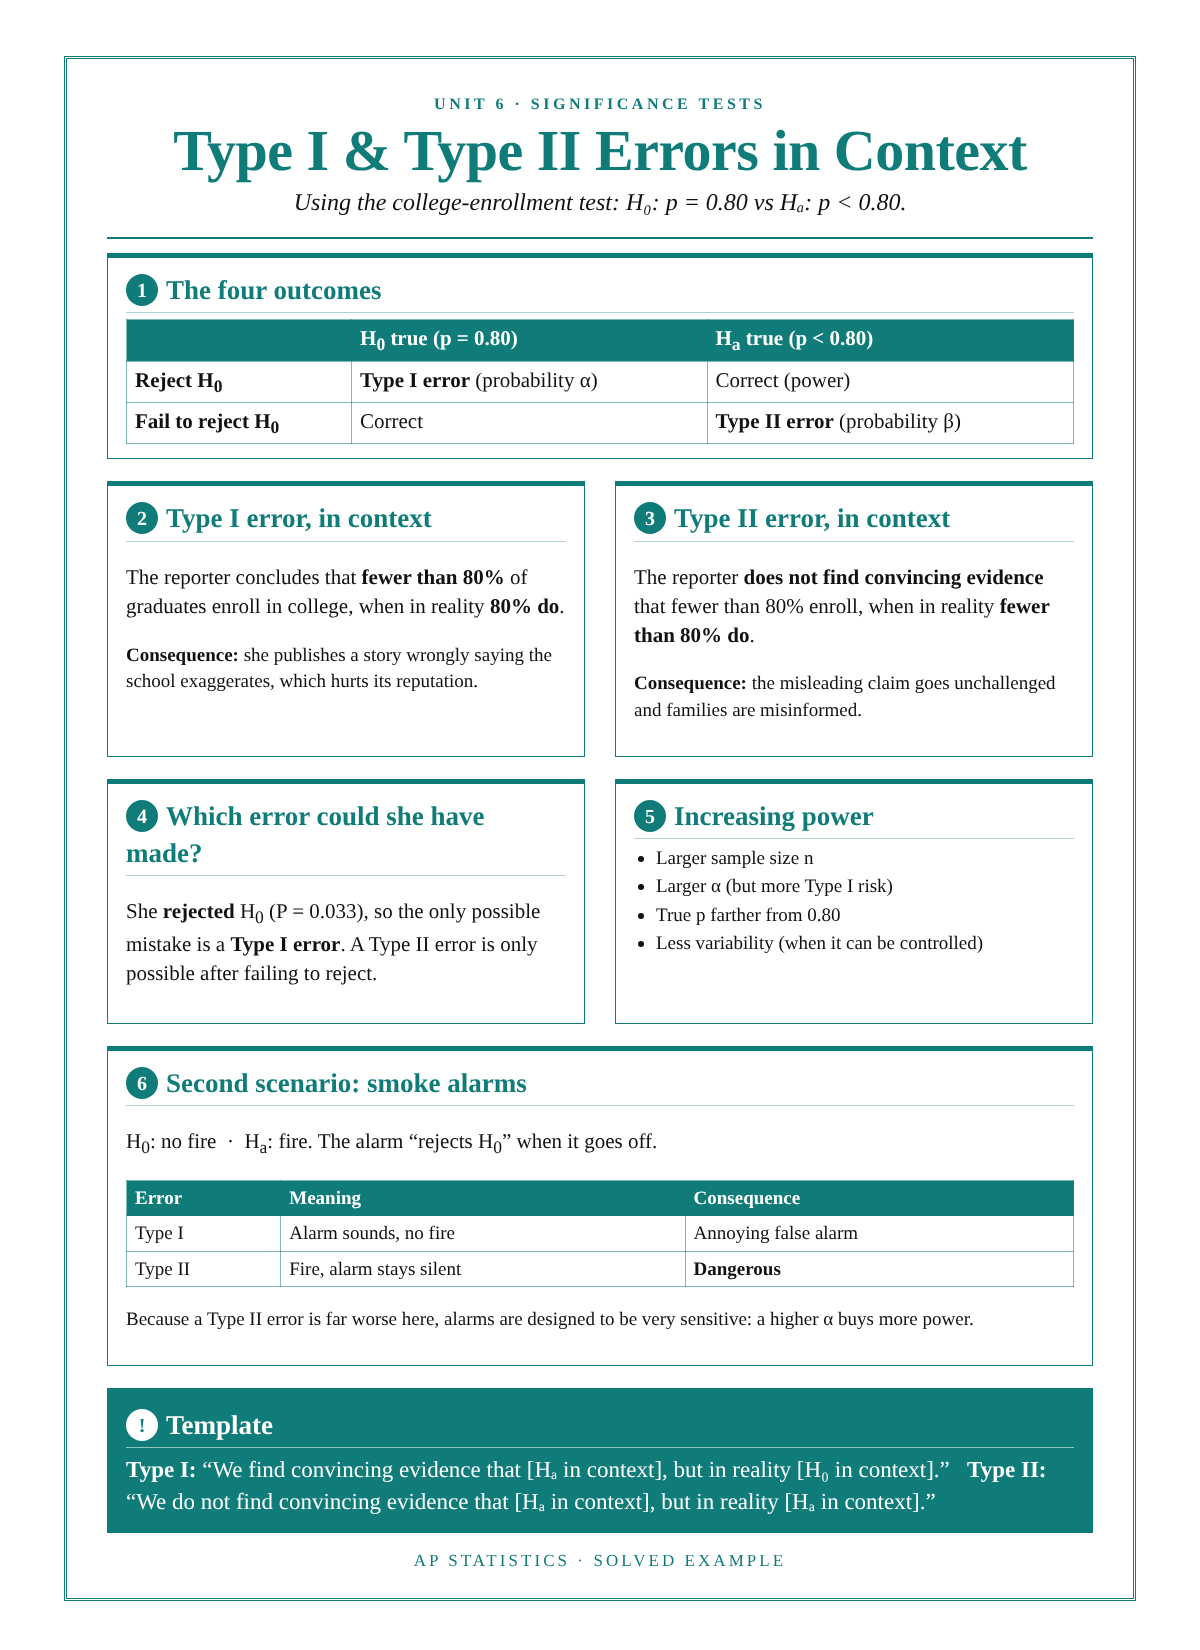 UNIT 6 · SIGNIFICANCE TESTS
Type I & Type II Errors in Context
Using the college-enrollment test: H₀: p = 0.80 vs Hₐ: p < 0.80.
1 The four outcomes
H₀ true (p = 0.80) Hₐ true (p < 0.80)
Reject H₀ Type I error (probability α) Correct (power)
Fail to reject H₀ Correct Type II error (probability β)
2 Type I error, in context
The reporter concludes that fewer than 80% of
graduates enroll in college, when in reality 80% do.
Consequence: she publishes a story wrongly saying the
school exaggerates, which hurts its reputation.
3 Type II error, in context
The reporter does not find convincing evidence
that fewer than 80% enroll, when in reality fewer
than 80% do.
Consequence: the misleading claim goes unchallenged
and families are misinformed.
4 Which error could she have
made?
She rejected H₀ (P = 0.033), so the only possible
mistake is a Type I error. A Type II error is only
possible after failing to reject.
5 Increasing power
• Larger sample size n
• Larger α (but more Type I risk)
• True p farther from 0.80
• Less variability (when it can be controlled)
6 Second scenario: smoke alarms
H₀: no fire · Hₐ: fire. The alarm “rejects H₀” when it goes off.
Error Meaning Consequence
Type I Alarm sounds, no fire Annoying false alarm
Type II Fire, alarm stays silent Dangerous
Because a Type II error is far worse here, alarms are designed to be very sensitive: a higher α buys more power.
! Template
Type I: “We find convincing evidence that [Hₐ in context], but in reality [H₀ in context].” Type II:
“We do not find convincing evidence that [Hₐ in context], but in reality [Hₐ in context].”
AP STATISTICS · SOLVED EXAMPLE